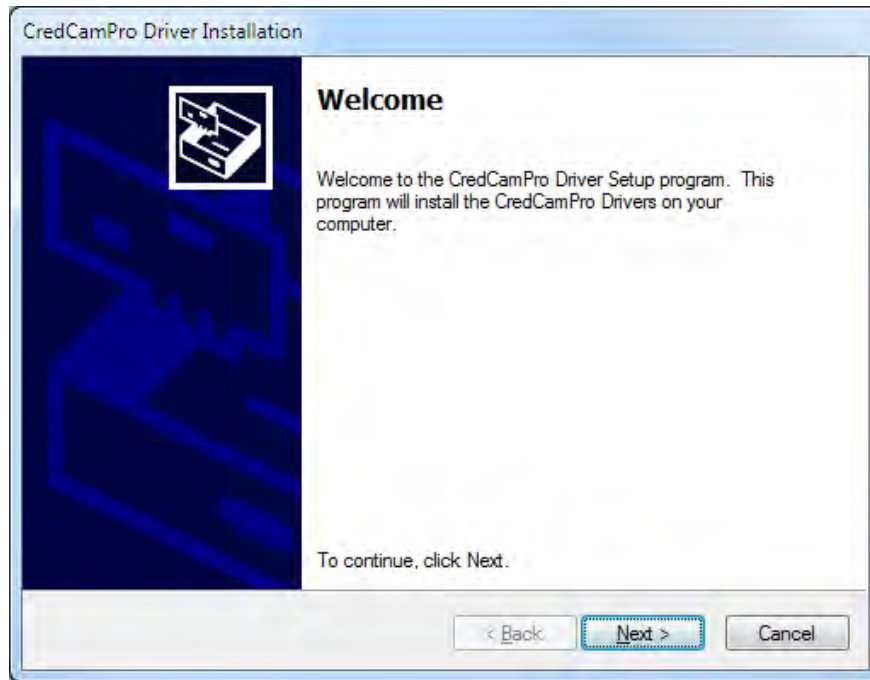 CredCamPro Driver Installation
Welcome
Welcome to the CredCamPro Driver Setup program.  This
program will install the CredCamPro Drivers on your
computer.
To continue, click Next.
< Back
Next >
Cancel